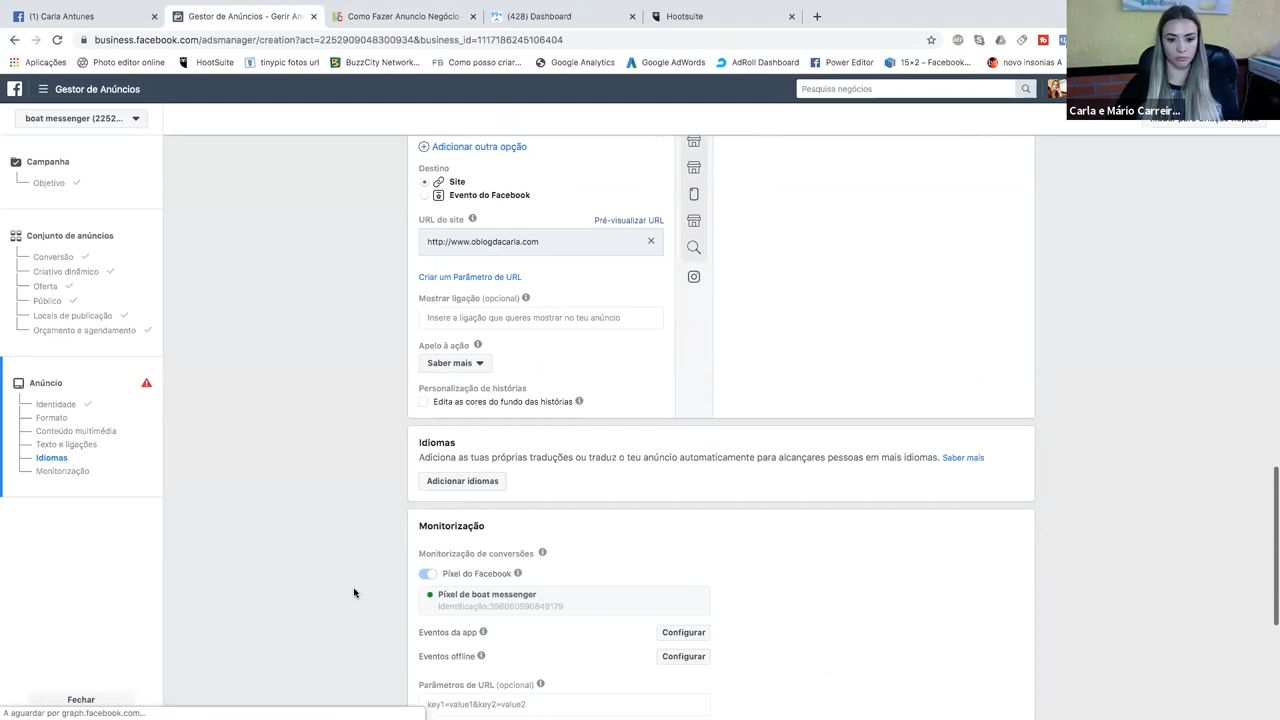 (1) Carla Antunes
Gestor de Anúncios - Gerir An
Como Fazer Anuncio Negócio
(428) Dashboard
Hootsuite
business.facebook.com/adsmanager/creation?act=2252909048300934&business_id=1117186245106404
Aplicações
Photo editor online
HootSuite
tinypic fotos url
BuzzCity Network...
Como posso criar...
Google Analytics
Google AdWords
AdRoll Dashboard
Power Editor
15×2 – Facebook...
novo insonias A
Gestor de Anúncios
Pesquisa negócios
Carla e Mário Carreir...
boat messenger (2252...
Campanha
Objetivo
Conjunto de anúncios
Conversão
Criativo dinâmico
Oferta
Público
Locais de publicação
Orçamento e agendamento
Anúncio
Identidade
Formato
Conteúdo multimédia
Texto e ligações
Idiomas
Monitorização
Fechar
A aguardar por graph.facebook.com...
Adicionar outra opção
Destino
Site
Evento do Facebook
URL do site
Pré-visualizar URL
http://www.oblogdacarla.com
Criar um Parâmetro de URL
Mostrar ligação (opcional)
Insere a ligação que queres mostrar no teu anúncio
Apelo à ação
Saber mais
Personalização de histórias
Edita as cores do fundo das histórias
Idiomas
Adiciona as tuas próprias traduções ou traduz o teu anúncio automaticamente para alcançares pessoas em mais idiomas. Saber mais
Adicionar idiomas
Monitorização
Monitorização de conversões
Píxel do Facebook
Píxel de boat messenger
Identificação:396060590849179
Eventos da app
Configurar
Eventos offline
Configurar
Parâmetros de URL (opcional)
key1=value1&key2=value2